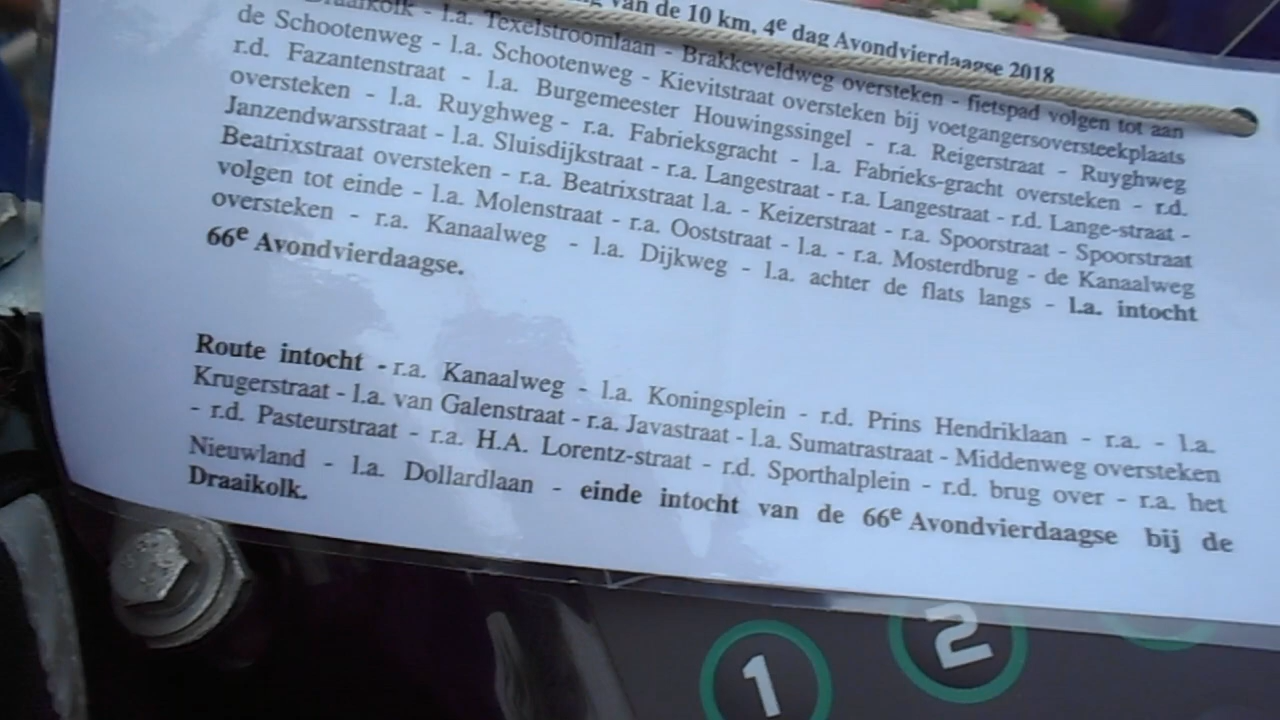 van de 10 km, 4e dag Avondvierdaagse 2018
Draaikolk - l.a. Texelstroomlaan - Brakkeveldweg oversteken - fietspad volgen tot aan
de Schootenweg - l.a. Schootenweg - Kievitstraat oversteken bij voetgangersoversteekplaats
r.d. Fazantenstraat - l.a. Burgemeester Houwingssingel - r.a. Reigerstraat - Ruyghweg
oversteken - l.a. Ruyghweg - r.a. Fabrieksgracht - l.a. Fabrieks-gracht oversteken - r.d.
Janzendwarsstraat - l.a. Sluisdijkstraat - r.a. Langestraat - r.a. Langestraat - r.d. Lange-straat -
Beatrixstraat oversteken - r.a. Beatrixstraat l.a. - Keizerstraat - r.a. Spoorstraat - Spoorstraat
volgen tot einde - l.a. Molenstraat - r.a. Ooststraat - l.a. - r.a. Mosterdbrug - de Kanaalweg
oversteken - r.a. Kanaalweg - l.a. Dijkweg - l.a. achter de flats langs - l.a. intocht
66e Avondvierdaagse.
Route intocht - r.a. Kanaalweg - l.a. Koningsplein - r.d. Prins Hendriklaan - r.a. - l.a.
Krugerstraat - l.a. van Galenstraat - r.a. Javastraat - l.a. Sumatrastraat - Middenweg oversteken
- r.d. Pasteurstraat - r.a. H.A. Lorentz-straat - r.d. Sporthalplein - r.d. brug over - r.a. het
Nieuwland - l.a. Dollardlaan - einde intocht van de 66e Avondvierdaagse bij de
Draaikolk.
1
2